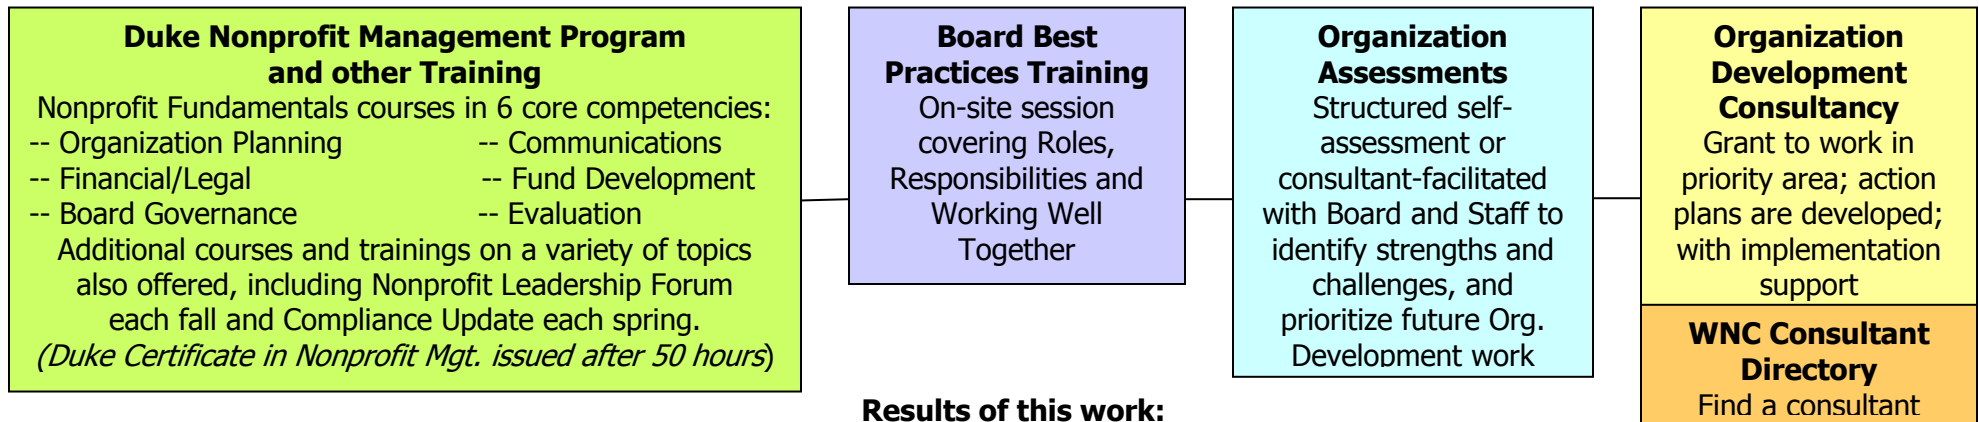 Duke Nonprofit Management Program
and other Training
Nonprofit Fundamentals courses in 6 core competencies:
-- Organization Planning -- Communications
-- Financial/Legal -- Fund Development
-- Board Governance -- Evaluation
Additional courses and trainings on a variety of topics
also offered, including Nonprofit Leadership Forum
each fall and Compliance Update each spring.
(Duke Certificate in Nonprofit Mgt. issued after 50 hours)
Board Best
Practices Training
On-site session
covering Roles,
Responsibilities and
Working Well
Together
Organization
Assessments
Structured self-
assessment or
consultant-facilitated
with Board and Staff to
identify strengths and
challenges, and
prioritize future Org.
Development work
Organization
Development
Consultancy
Grant to work in
priority area; action
plans are developed;
with implementation
support
WNC Consultant
Directory
Find a consultant
Results of this work: